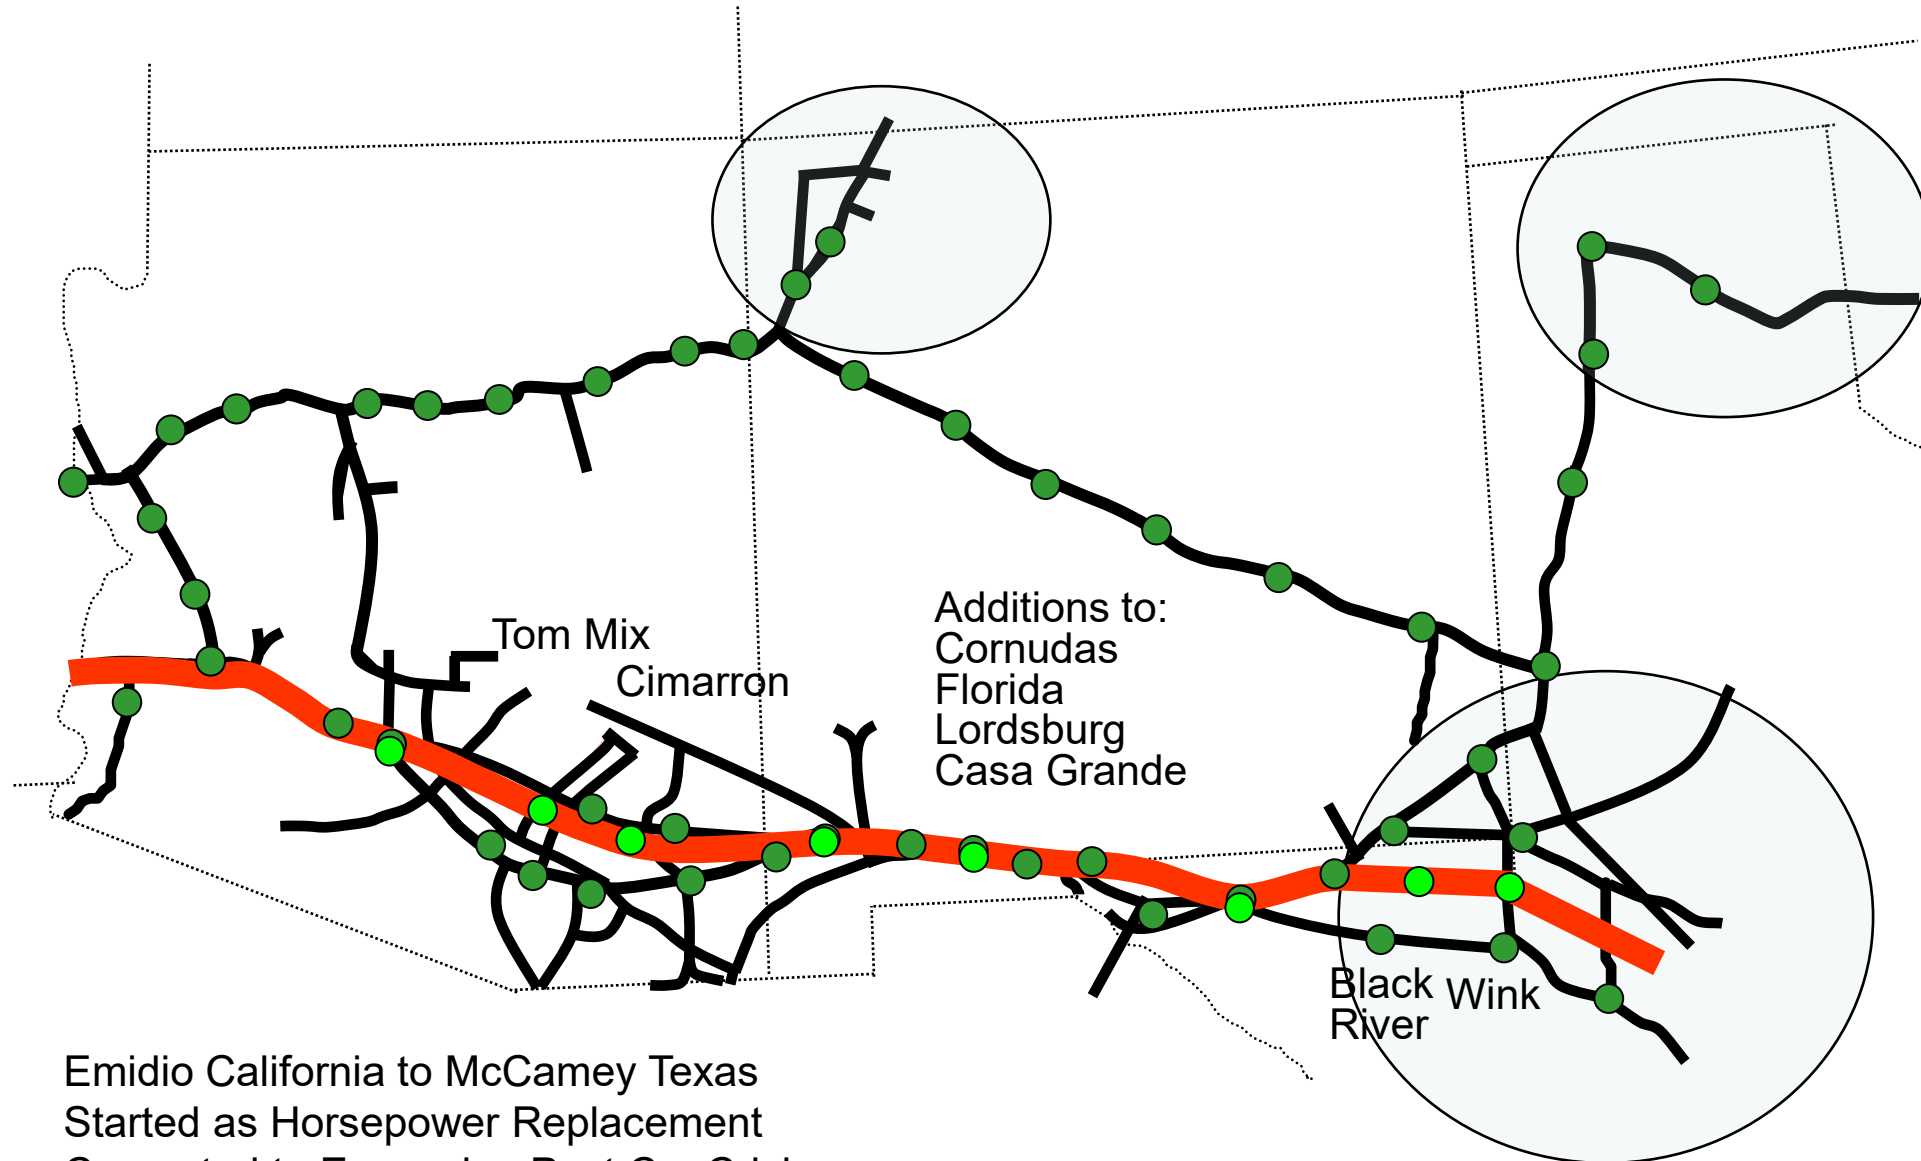 Tom Mix
Cimarron
Additions to:
Cornudas
Florida
Lordsburg
Casa Grande
Black
River
Wink
Emidio California to McCamey Texas
Started as Horsepower Replacement